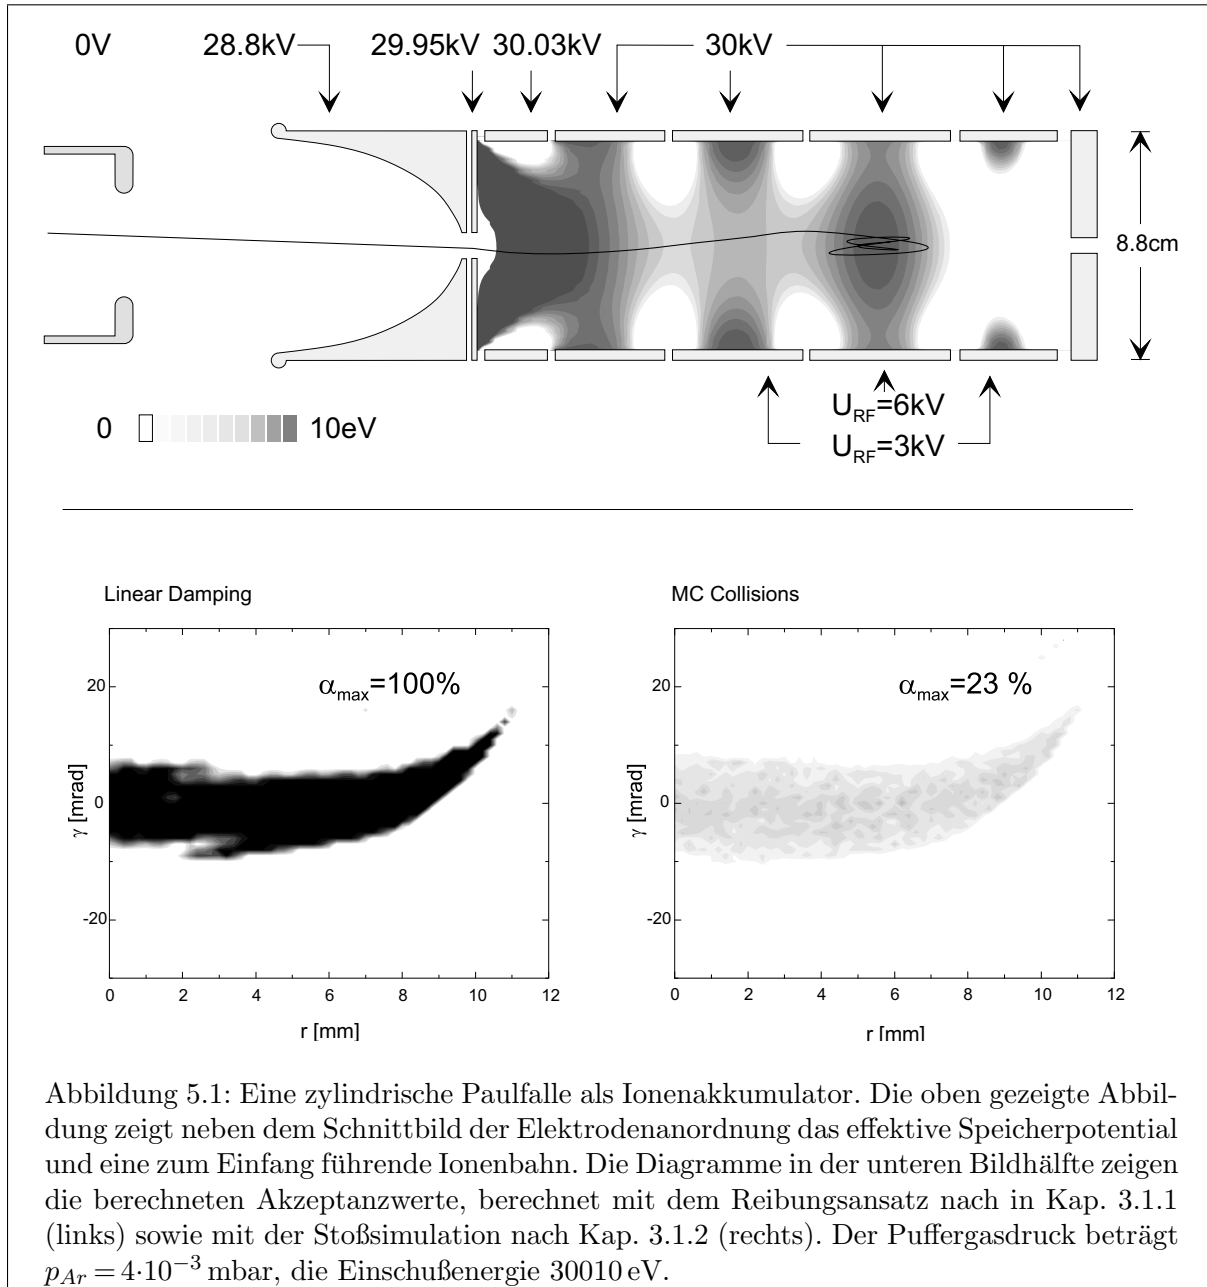 0V 28.8kV 29.95kV 30.03kV 30kV
8.8cm
0 10eV
U_RF=6kV
U_RF=3kV
Linear Damping
MC Collisions
α_max=100%
20
0
-20
γ [mrad]
0 2 4 6 8 10 12
r [mm]
α_max=23 %
20
0
-20
γ [mrad]
0 2 4 6 8 10 12
r [mm]
Abbildung 5.1: Eine zylindrische Paulfalle als Ionenakkumulator. Die oben gezeigte Abbil-
dung zeigt neben dem Schnittbild der Elektrodenanordnung das effektive Speicherpotential
und eine zum Einfang führende Ionenbahn. Die Diagramme in der unteren Bildhälfte zeigen
die berechneten Akzeptanzwerte, berechnet mit dem Reibungsansatz nach in Kap. 3.1.1
(links) sowie mit der Stoßsimulation nach Kap. 3.1.2 (rechts). Der Puffergasdruck beträgt
p_Ar = 4·10⁻³ mbar, die Einschußenergie 30010 eV.